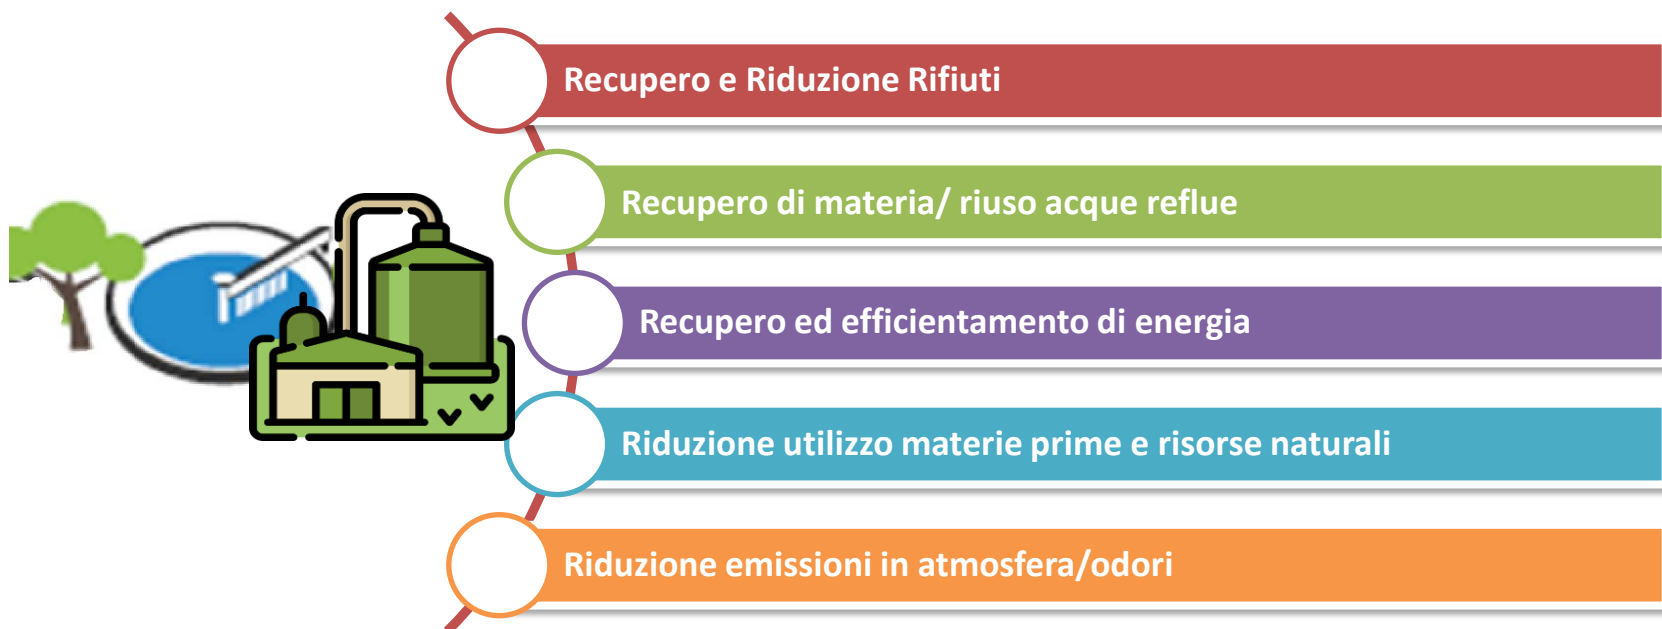 Recupero e Riduzione Rifiuti
Recupero di materia/ riuso acque reflue
Recupero ed efficientamento di energia
Riduzione utilizzo materie prime e risorse naturali
Riduzione emissioni in atmosfera/odori